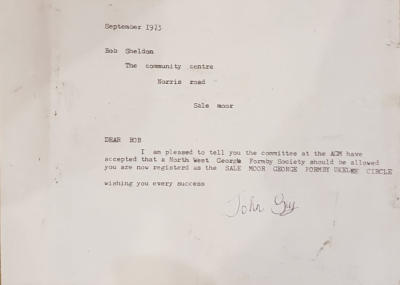 September 1973
Bob Sheldon
The community centre
Norris road
Sale moor
DEAR BOB
I am pleased to tell you the committee at the AGM have
accepted that a North West George Formby Society should be allowed
you are now registerd as the SALE MOOR GEORGE FORMBY UKELELE CIRCLE
wishing you every success
John Guy